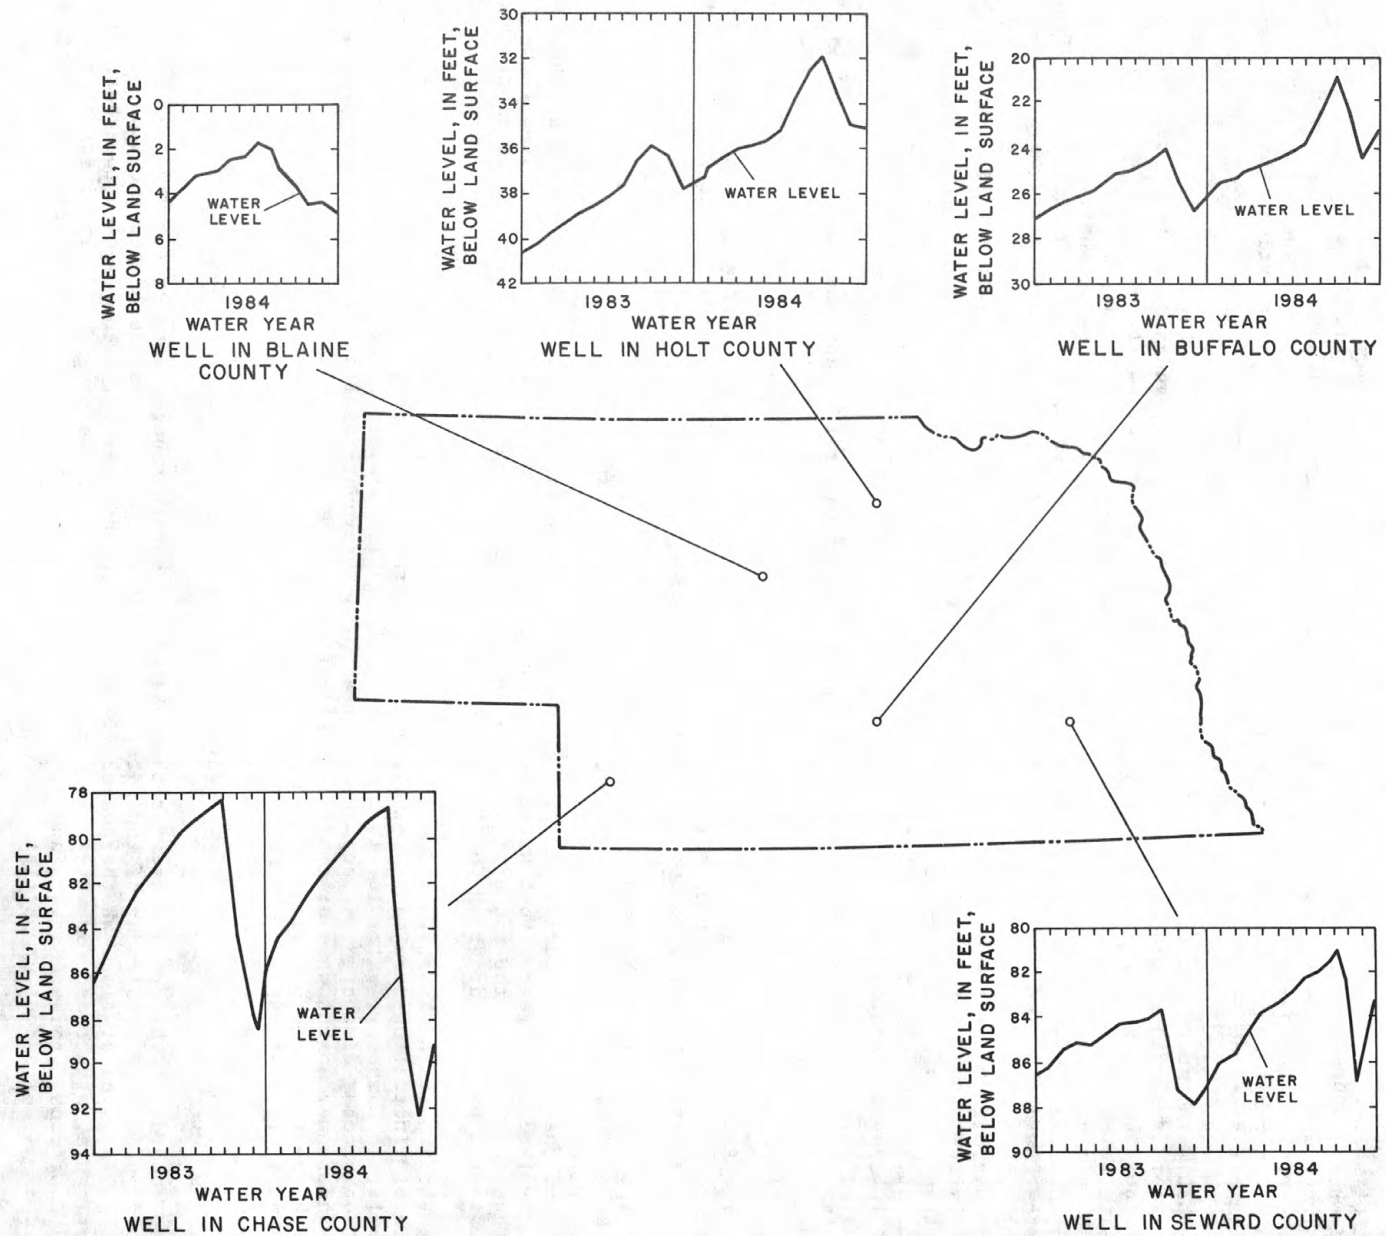 WATER LEVEL, IN FEET,
BELOW LAND SURFACE
0
2
4
6
8
WATER
LEVEL
1984
WATER YEAR
WELL IN BLAINE
COUNTY
WATER LEVEL, IN FEET,
BELOW LAND SURFACE
30
32
34
36
38
40
42
WATER LEVEL
1983 1984
WATER YEAR
WELL IN HOLT COUNTY
WATER LEVEL, IN FEET,
BELOW LAND SURFACE
20
22
24
26
28
30
WATER LEVEL
1983 1984
WATER YEAR
WELL IN BUFFALO COUNTY
WATER LEVEL, IN FEET,
BELOW LAND SURFACE
78
80
82
84
86
88
90
92
94
WATER
LEVEL
1983 1984
WATER YEAR
WELL IN CHASE COUNTY
WATER LEVEL, IN FEET,
BELOW LAND SURFACE
80
82
84
86
88
90
WATER
LEVEL
1983 1984
WATER YEAR
WELL IN SEWARD COUNTY